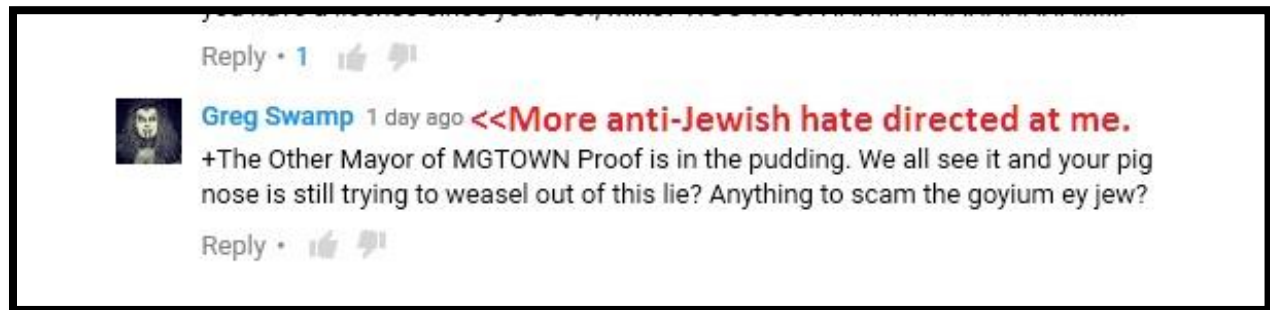 Reply • 1
Greg Swamp 1 day ago <<More anti-Jewish hate directed at me.
+The Other Mayor of MGTOWN Proof is in the pudding. We all see it and your pig
nose is still trying to weasel out of this lie? Anything to scam the goyium ey jew?
Reply •